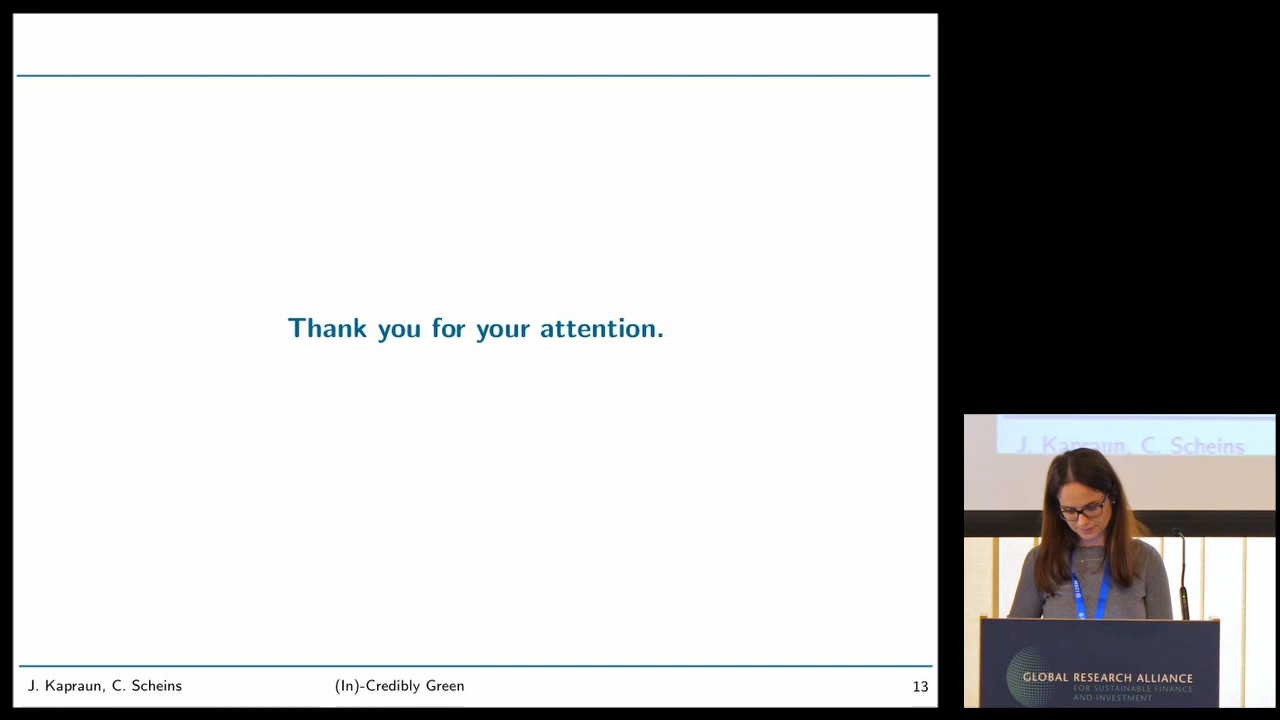 Thank you for your attention.
J. Kapraun, C. Scheins
(In)-Credibly Green
13
J. Kapraun, C. Scheins
GLOBAL RESEARCH ALLIANCE
FOR SUSTAINABLE FINANCE
AND INVESTMENT